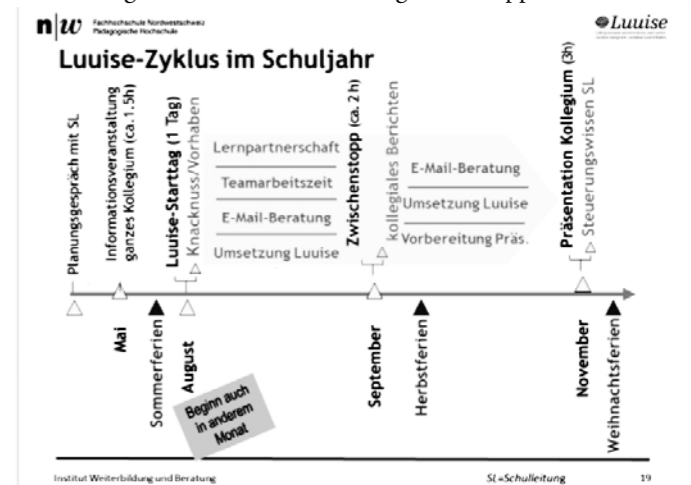 n|w Fachhochschule Nordwestschweiz
Pädagogische Hochschule
Luuise
Luuise-Zyklus im Schuljahr
Planungsgespräch mit SL
Informationsveranstaltung
ganzes Kollegium (ca.1.5h)
Luuise-Starttag (1 Tag)
Knacknuss/Vorhaben
Lernpartnerschaft
Teamarbeitszeit
E-Mail-Beratung
Umsetzung Luuise
Zwischenstopp (ca. 2 h)
kollegiales Berichten
E-Mail-Beratung
Umsetzung Luuise
Vorbereitung Präs.
Präsentation Kollegium (3h)
Steuerungswissen SL
Mai
Sommerferien
August
Beginn auch
in anderem
Monat
September
Herbstferien
November
Weihnachtsferien
Institut Weiterbildung und Beratung
SL=Schulleitung
19